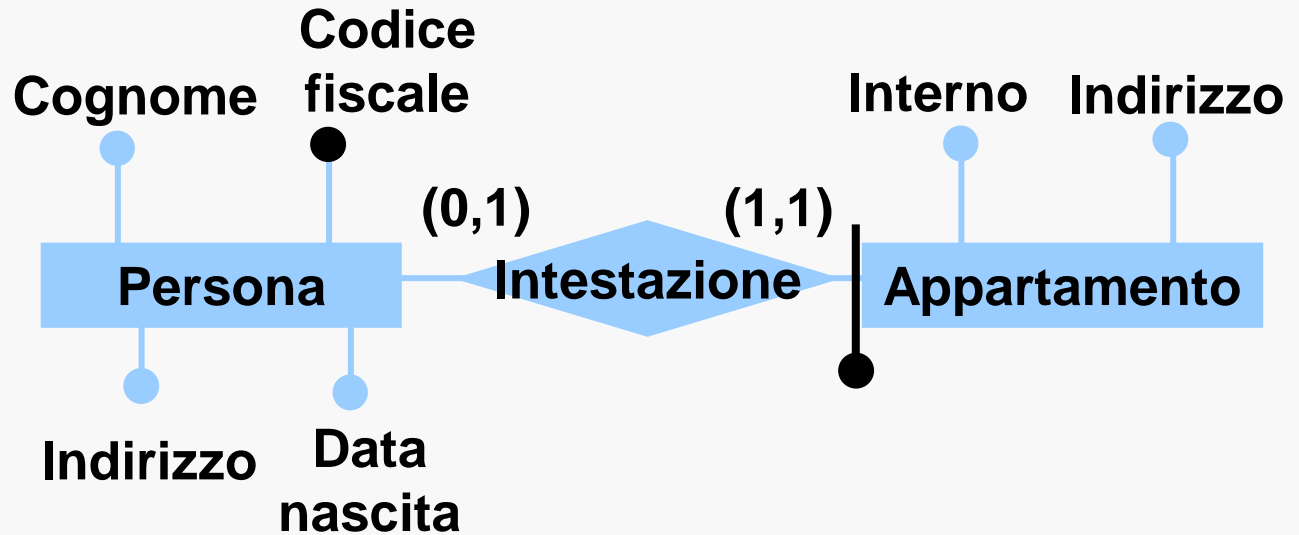 Codice
fiscale
Cognome
Interno
Indirizzo
(0,1)
(1,1)
Persona
Intestazione
Appartamento
Indirizzo
Data
nascita